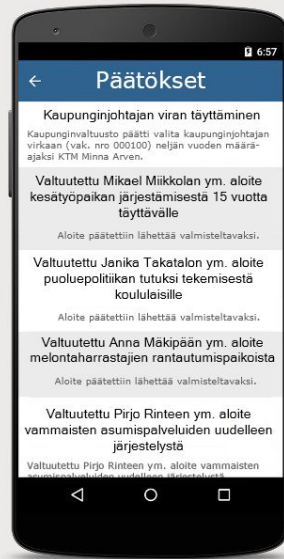 6:57
Päätökset
Kaupunginjohtajan viran täyttäminen
Kaupunginvaltuusto päätti valita kaupunginjohtajan
virkaan (vak. nro 000100) neljän vuoden määrä-
ajaksi KTM Minna Arven.
Valtuutettu Mikael Miikkolan ym. aloite
kesätyöpaikan järjestämisestä 15 vuotta
täyttävälle
Aloite päätettiin lähettää valmisteltavaksi.
Valtuutettu Janika Takatalon ym. aloite
puoluepolitiikan tutuksi tekemisestä
koululaisille
Aloite päätettiin lähettää valmisteltavaksi.
Valtuutettu Anna Mäkipään ym. aloite
melontaharrastajien rantautumispaikoista
Aloite päätettiin lähettää valmisteltavaksi.
Valtuutettu Pirjo Rinteen ym. aloite
vammaisten asumispalveluiden uudelleen
järjestelystä
Valtuutettu Pirjo Rinteen ym. aloite vammaisten
asumispalveluiden uudelleen järjestelystä